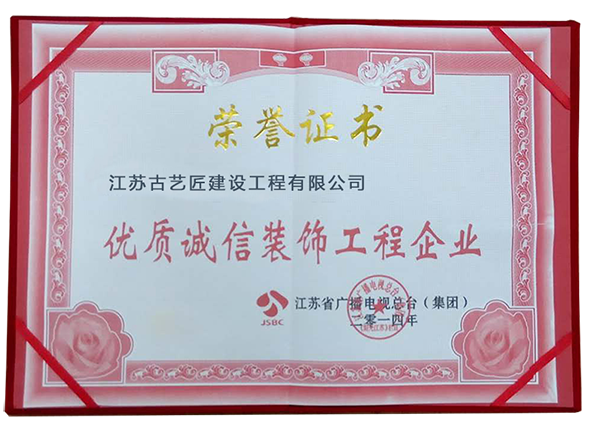 荣誉证书
江苏古艺匠建设工程有限公司
优质诚信装饰工程企业
JSBC
江苏省广播电视总台（集团）
二零一四年